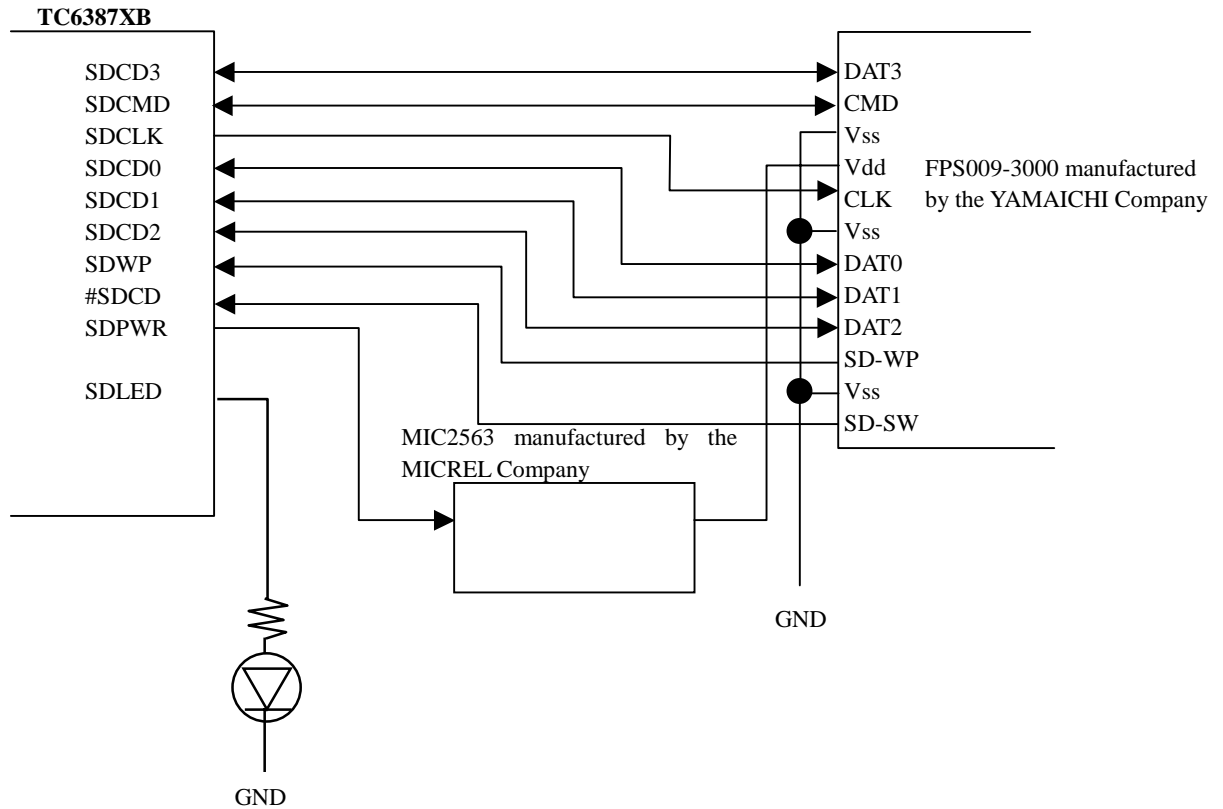 TC6387XB
SDCD3
SDCMD
SDCLK
SDCD0
SDCD1
SDCD2
SDWP
#SDCD
SDPWR
SDLED
DAT3
CMD
Vss
Vdd
CLK
Vss
DAT0
DAT1
DAT2
SD-WP
Vss
SD-SW
FPS009-3000 manufactured
by the YAMAICHI Company
MIC2563 manufactured by the
MICREL Company
GND
GND